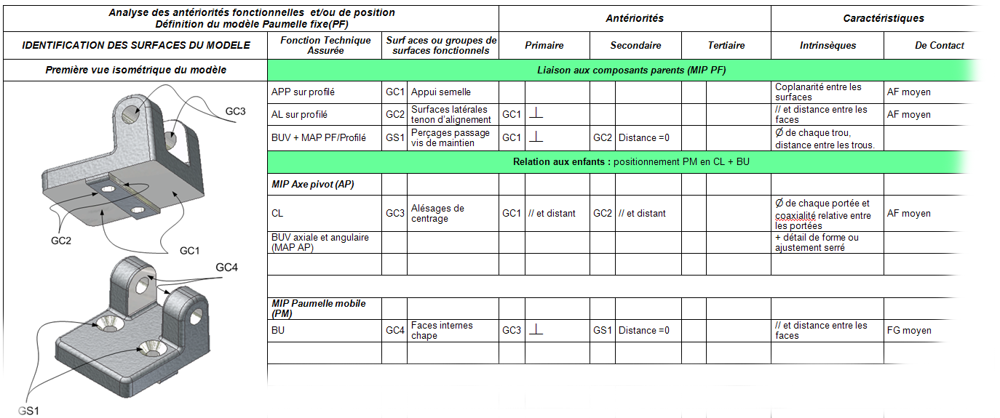 Analyse des antériorités fonctionnelles et/ou de position
Définition du modèle Paumelle fixe(PF)
Antériorités
Caractéristiques
IDENTIFICATION DES SURFACES DU MODELE
Fonction Technique
Assurée
Surfaces ou groupes de
surfaces fonctionnels
Primaire
Secondaire
Tertiaire
Intrinsèques
De Contact
Première vue isométrique du modèle
Liaison aux composants parents (MIP PF)
APP sur profilé
GC1
Appui semelle
Coplanarité entre les
surfaces
AF moyen
AL sur profilé
GC2
Surfaces latérales
tenon d'alignement
GC1
⊥
// et distance entre les
faces
AF moyen
BUV + MAP PF/Profilé
GS1
Perçages passage
vis de maintien
GC1
⊥
GC2
Distance =0
Ø de chaque trou,
distance entre les trous.
Relation aux enfants : positionnement PM en CL + BU
MIP Axe pivot (AP)
CL
GC3
Alésages de
centrage
GC1
// et distant
GC2
// et distant
Ø de chaque portée et
coaxialité relative entre
les portées
AF moyen
BUV axiale et angulaire
(MAP AP)
+ détail de forme ou
ajustement serré
MIP Paumelle mobile
(PM)
BU
GC4
Faces internes
chape
GC3
⊥
GS1
Distance =0
// et distance entre les
faces
FG moyen
GC3
GC2
GC1
GC4
GS1